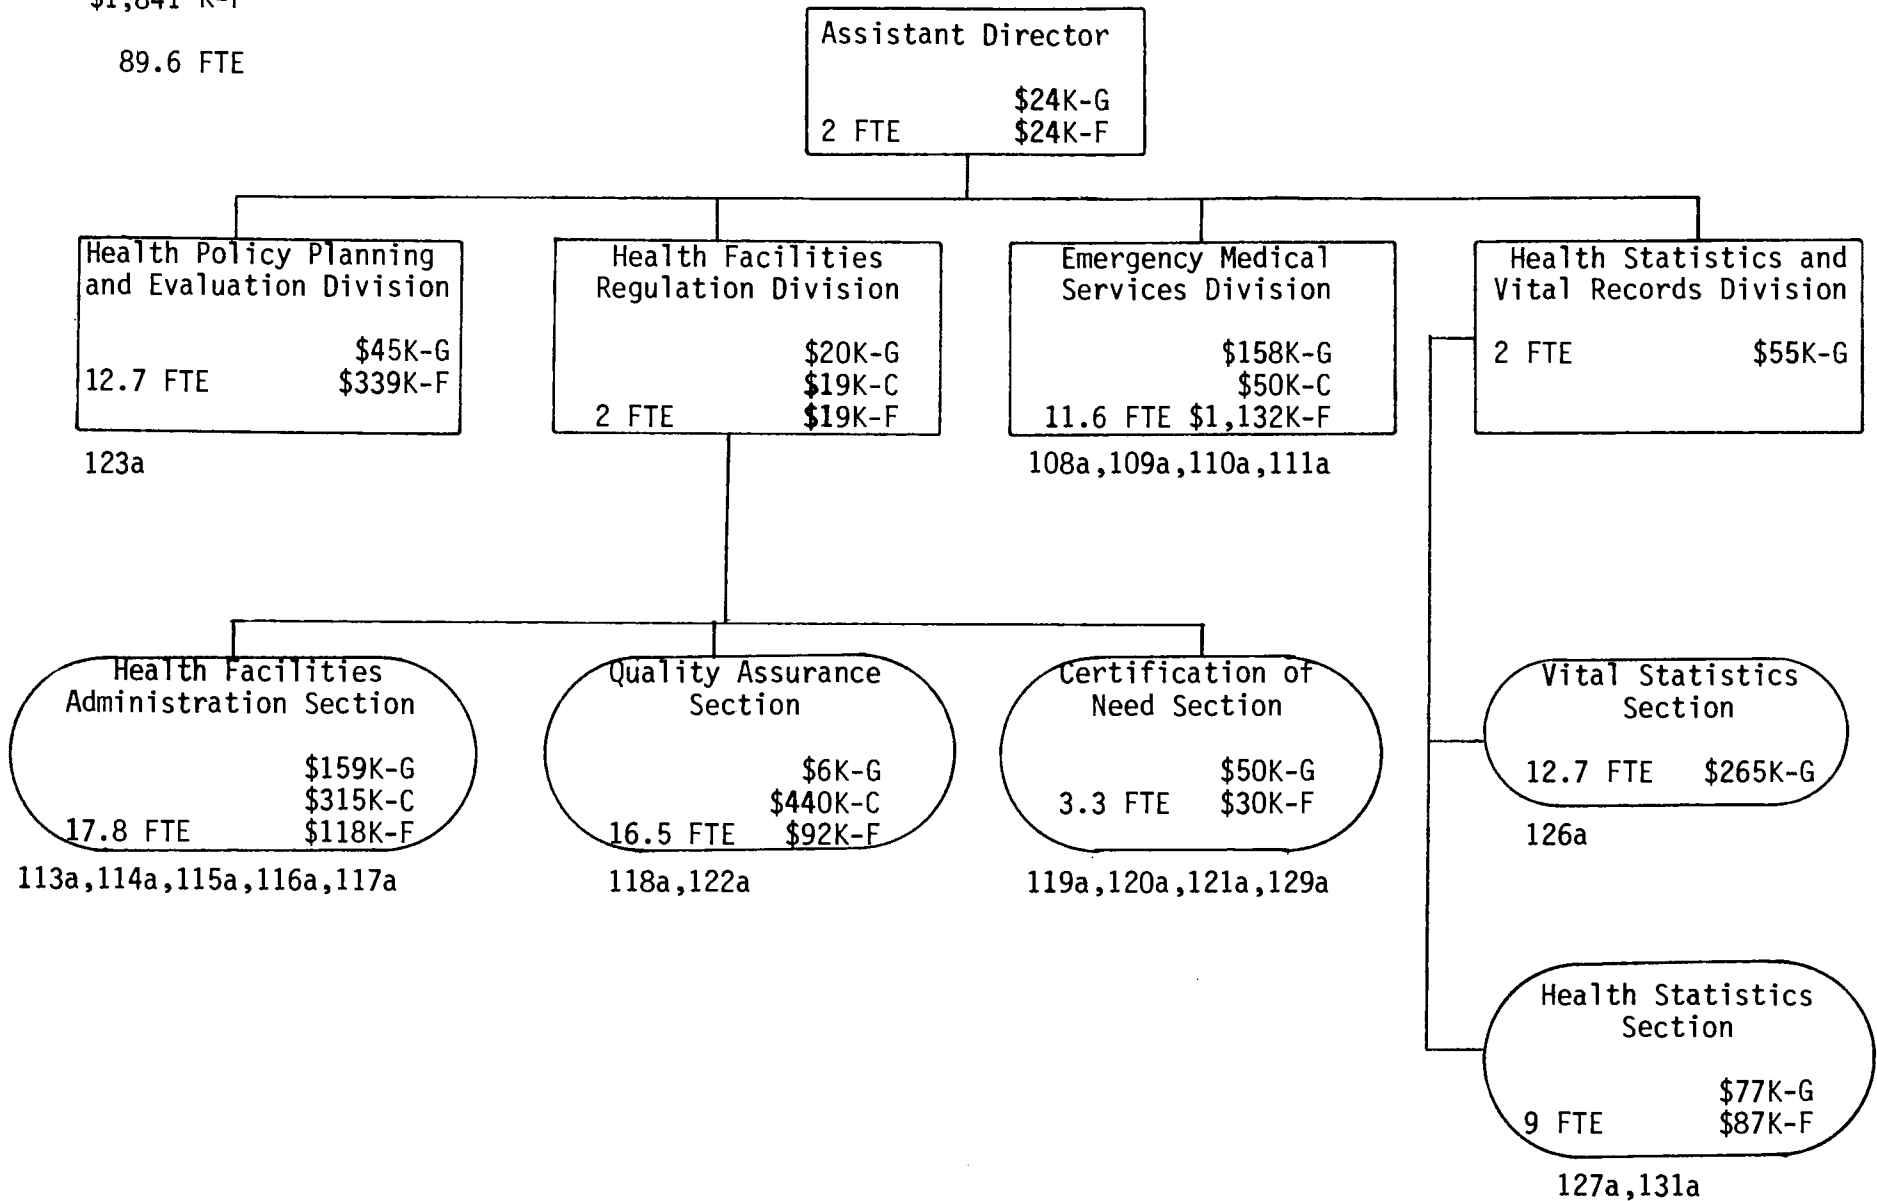 $1,841 K-F
89.6 FTE
Assistant Director
$24K-G
2 FTE $24K-F
Health Policy Planning
and Evaluation Division
$45K-G
12.7 FTE $339K-F
123a
Health Facilities
Regulation Division
$20K-G
$19K-C
2 FTE $19K-F
Emergency Medical
Services Division
$158K-G
$50K-C
11.6 FTE $1,132K-F
108a,109a,110a,111a
Health Statistics and
Vital Records Division
2 FTE $55K-G
Health Facilities
Administration Section
$159K-G
$315K-C
17.8 FTE $118K-F
113a,114a,115a,116a,117a
Quality Assurance
Section
$6K-G
$440K-C
16.5 FTE $92K-F
118a,122a
Certification of
Need Section
$50K-G
3.3 FTE $30K-F
119a,120a,121a,129a
Vital Statistics
Section
12.7 FTE $265K-G
126a
Health Statistics
Section
$77K-G
9 FTE $87K-F
127a,131a